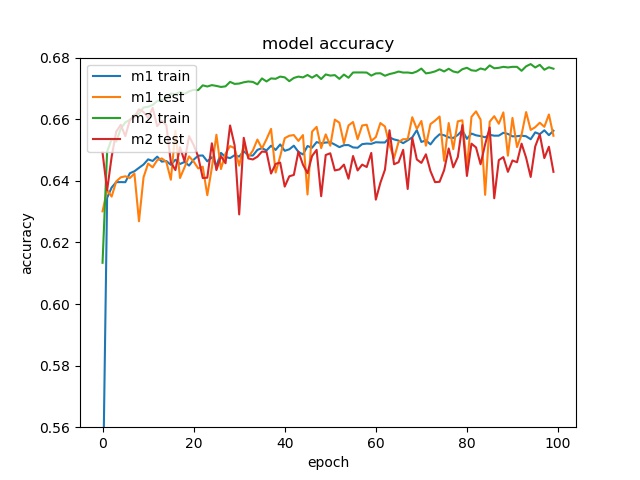 model accuracy
0.68
0.66
0.64
0.62
0.60
0.58
0.56
accuracy
m1 train
m1 test
m2 train
m2 test
0
20
40
60
80
100
epoch